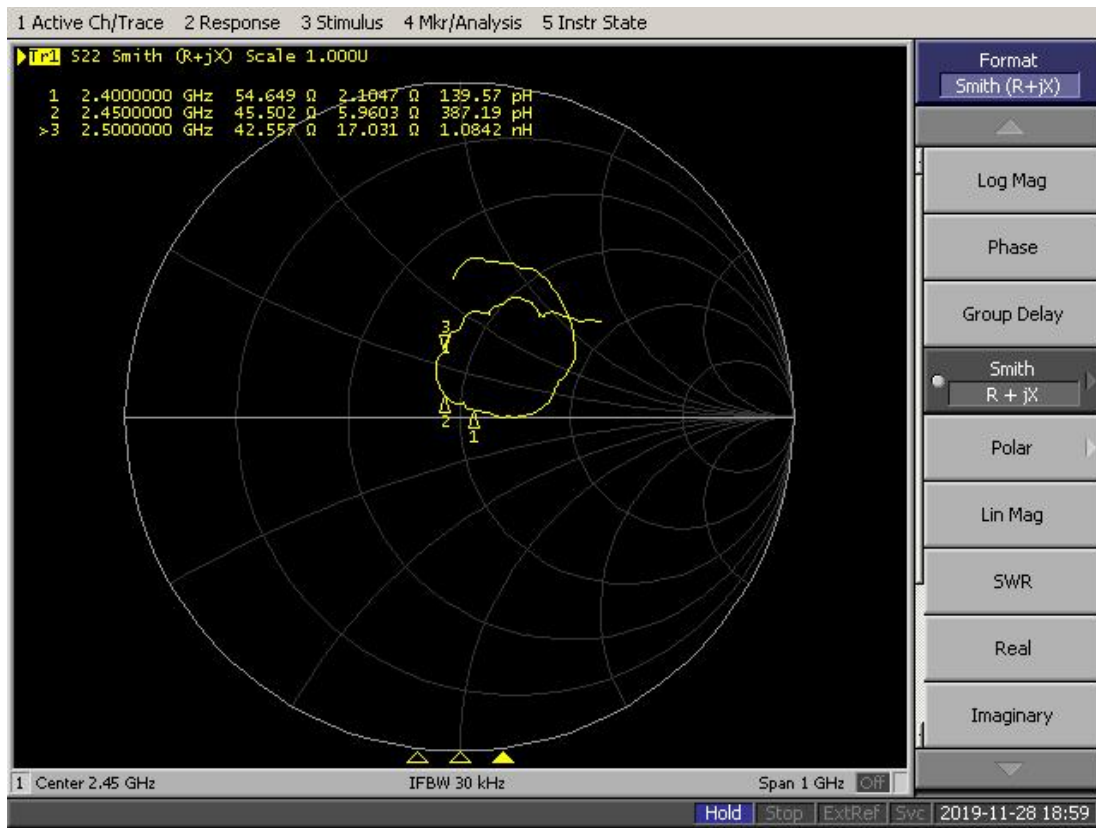 1 Active Ch/Trace 2 Response 3 Stimulus 4 Mkr/Analysis 5 Instr State
Tr1 S22 Smith (R+jX) Scale 1.000U
1 2.4000000 GHz 54.649 Ω 2.1047 Ω 139.57 pH
2 2.4500000 GHz 45.502 Ω 5.9603 Ω 387.19 pH
>3 2.5000000 GHz 42.557 Ω 17.031 Ω 1.0842 nH
3
2
1
Format
Smith (R+jX)
Log Mag
Phase
Group Delay
Smith
R + jX
Polar
Lin Mag
SWR
Real
Imaginary
1 Center 2.45 GHz IFBW 30 kHz Span 1 GHz Off
Hold Stop ExtRef Svc 2019-11-28 18:59